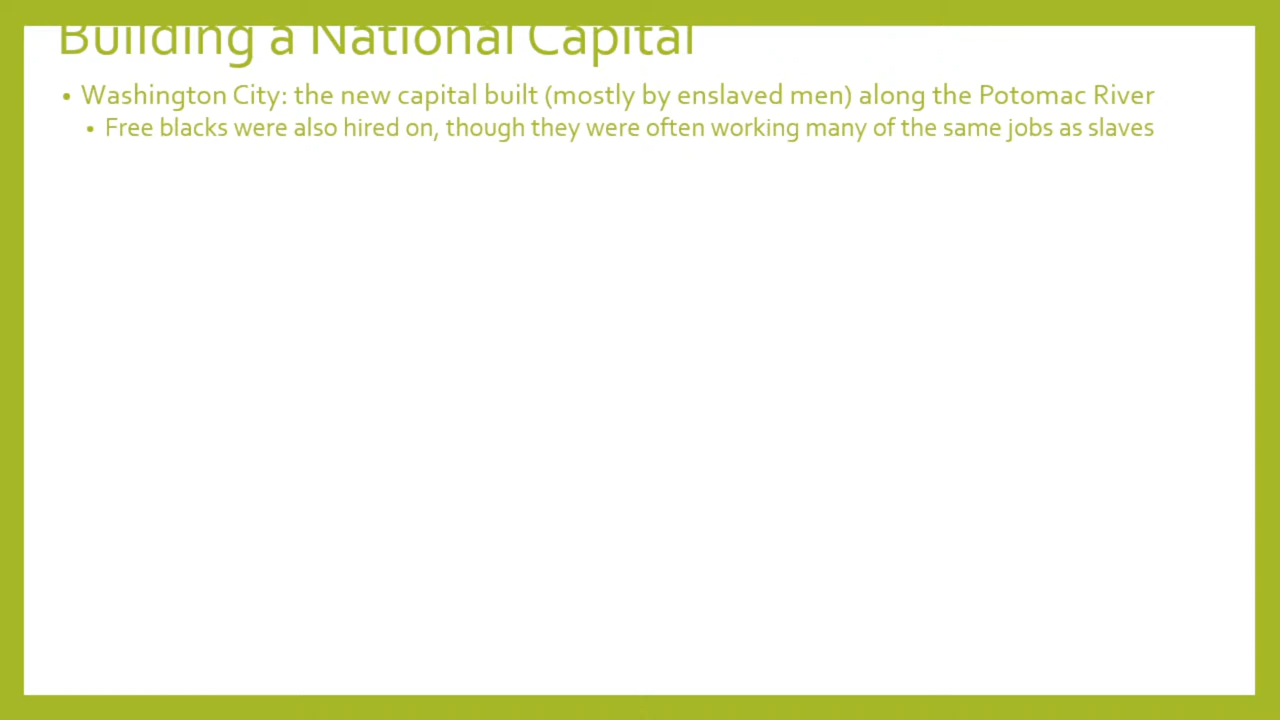 Building a National Capital
• Washington City: the new capital built (mostly by enslaved men) along the Potomac River
• Free blacks were also hired on, though they were often working many of the same jobs as slaves